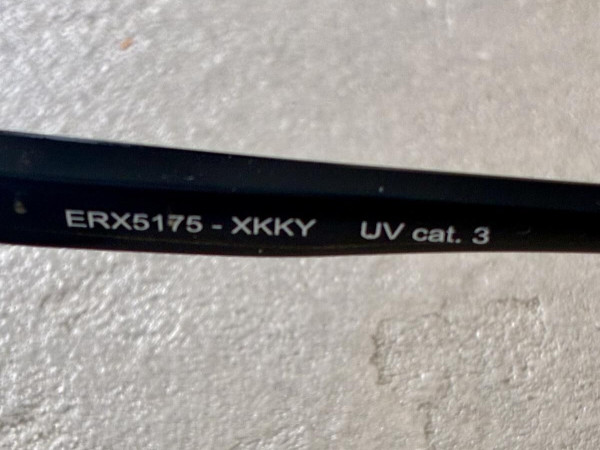 ERX5175 - XKKY UV cat. 3